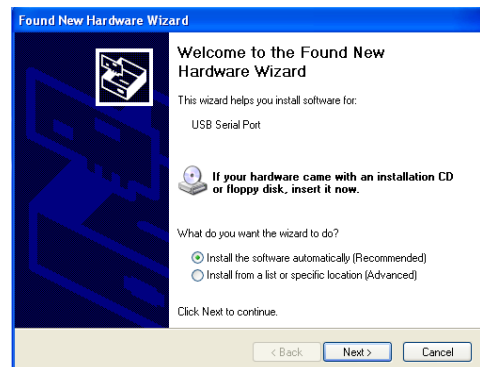 Found New Hardware Wizard
Welcome to the Found New
Hardware Wizard
This wizard helps you install software for:
USB Serial Port
If your hardware came with an installation CD
or floppy disk, insert it now.
What do you want the wizard to do?
Install the software automatically (Recommended)
Install from a list or specific location (Advanced)
Click Next to continue.
< Back Next > Cancel